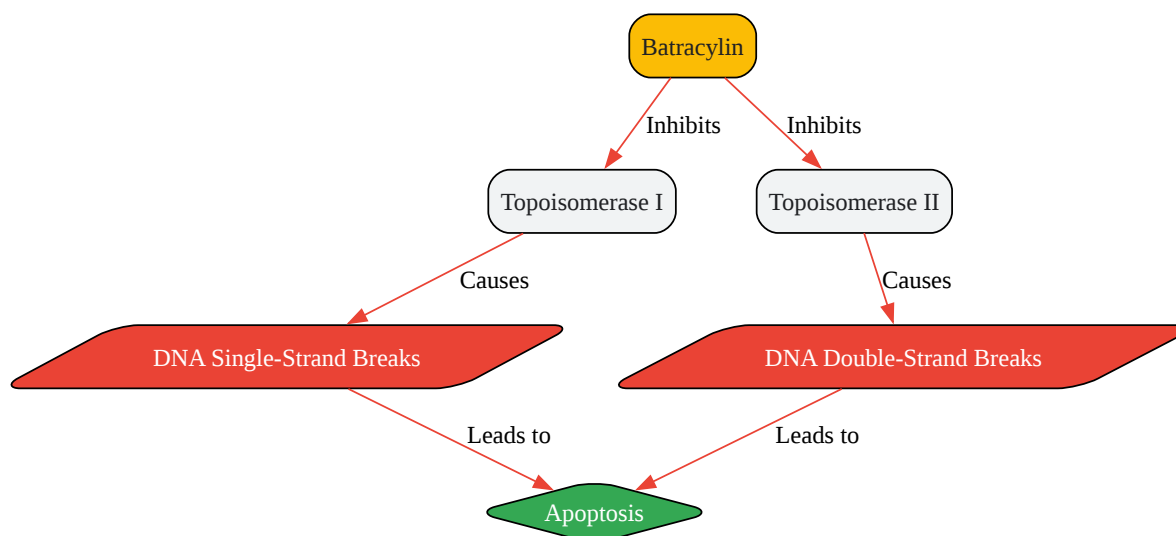 Batracylin
Inhibits
Inhibits
Topoisomerase I
Topoisomerase II
Causes
Causes
DNA Single-Strand Breaks
DNA Double-Strand Breaks
Leads to
Leads to
Apoptosis